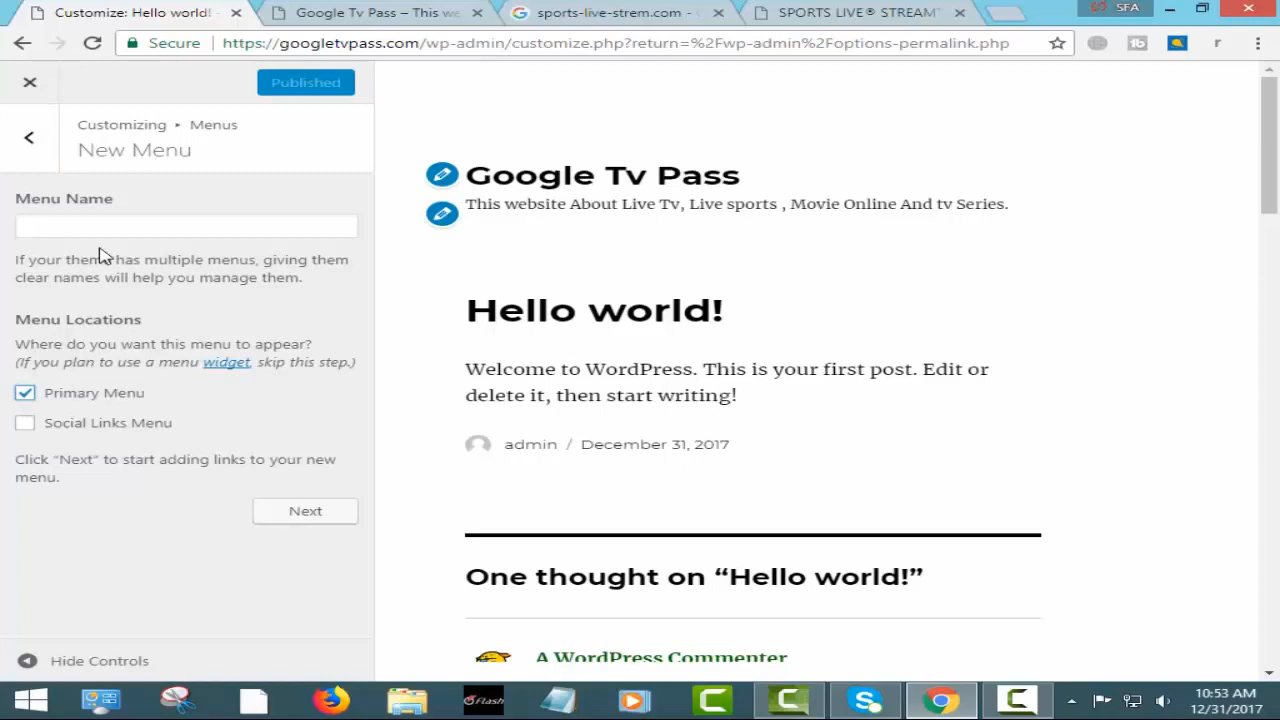 Customize: Hello world! -
Google Tv Pass – This we
sports-live-strem.com -
SPORTS LIVE® STREAM
SFA
Secure
https://googletvpass.com/wp-admin/customize.php?return=%2Fwp-admin%2Foptions-permalink.php
Published
Customizing ▸ Menus
New Menu
Menu Name
If your theme has multiple menus, giving them
clear names will help you manage them.
Menu Locations
Where do you want this menu to appear?
(If you plan to use a menu widget, skip this step.)
Primary Menu
Social Links Menu
Click “Next” to start adding links to your new
menu.
Next
Hide Controls
Google Tv Pass
This website About Live Tv, Live sports , Movie Online And tv Series.
Hello world!
Welcome to WordPress. This is your first post. Edit or
delete it, then start writing!
admin / December 31, 2017
One thought on “Hello world!”
A WordPress Commenter
Flash
10:53 AM
12/31/2017